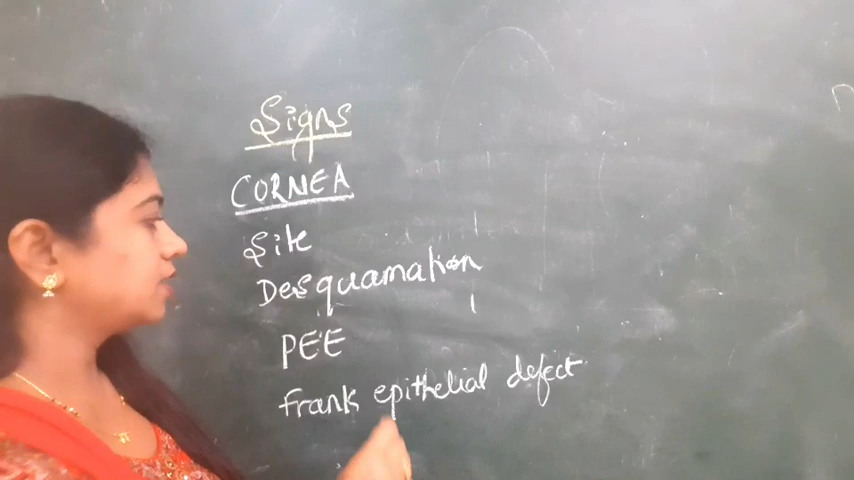 Signs
CORNEA
Site
Desquamation
PEE
frank epithelial defect